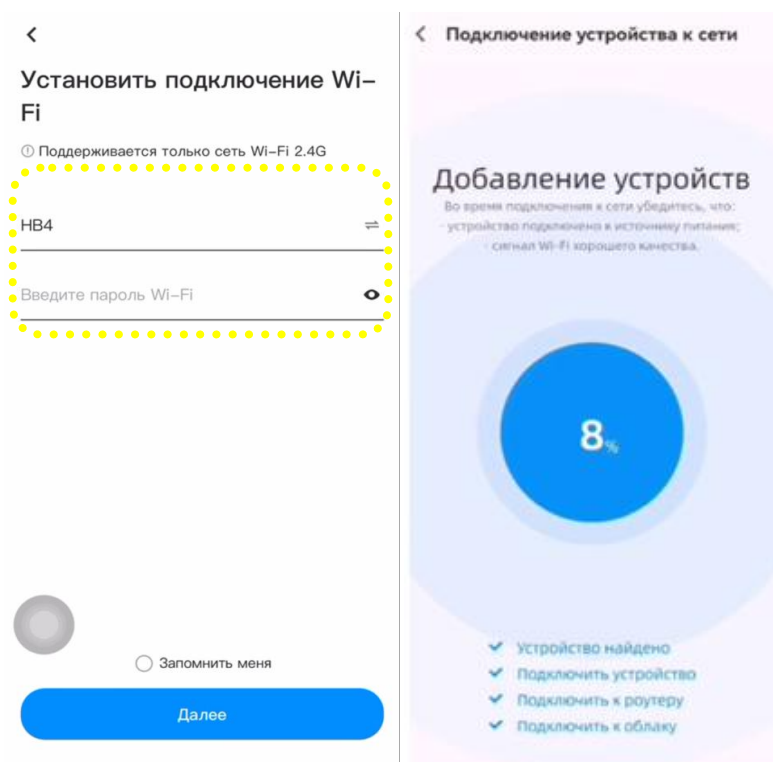 Установить подключение Wi-
Fi
Поддерживается только сеть Wi-Fi 2.4G
HB4
Введите пароль Wi-Fi
Запомнить меня
Далее
Подключение устройства к сети
Добавление устройств
Во время подключения к сети убедитесь, что:
- устройство подключено к источнику питания;
- сигнал Wi-Fi хорошего качества.
8%
Устройство найдено
Подключить устройство
Подключить к роутеру
Подключить к облаку